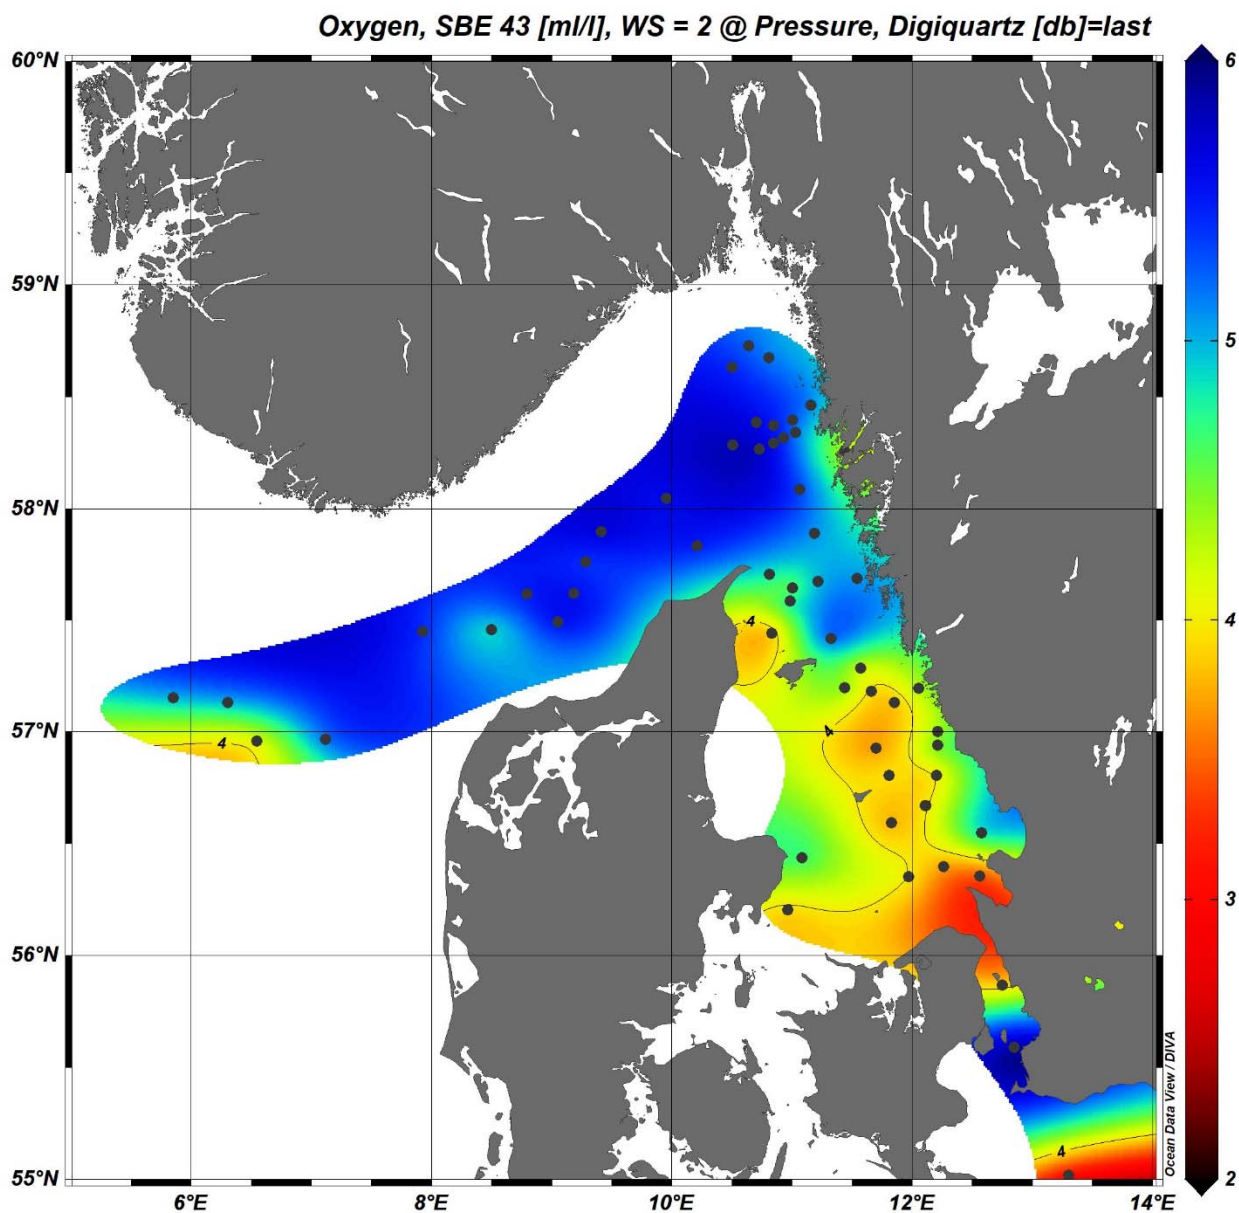 Oxygen, SBE 43 [ml/l], WS = 2 @ Pressure, Digiquartz [db]=last
60°N
6
59°N
5
58°N
4
4
57°N
4
4
3
56°N
4
55°N
2
6°E 8°E 10°E 12°E 14°E
Ocean Data View / DIVA